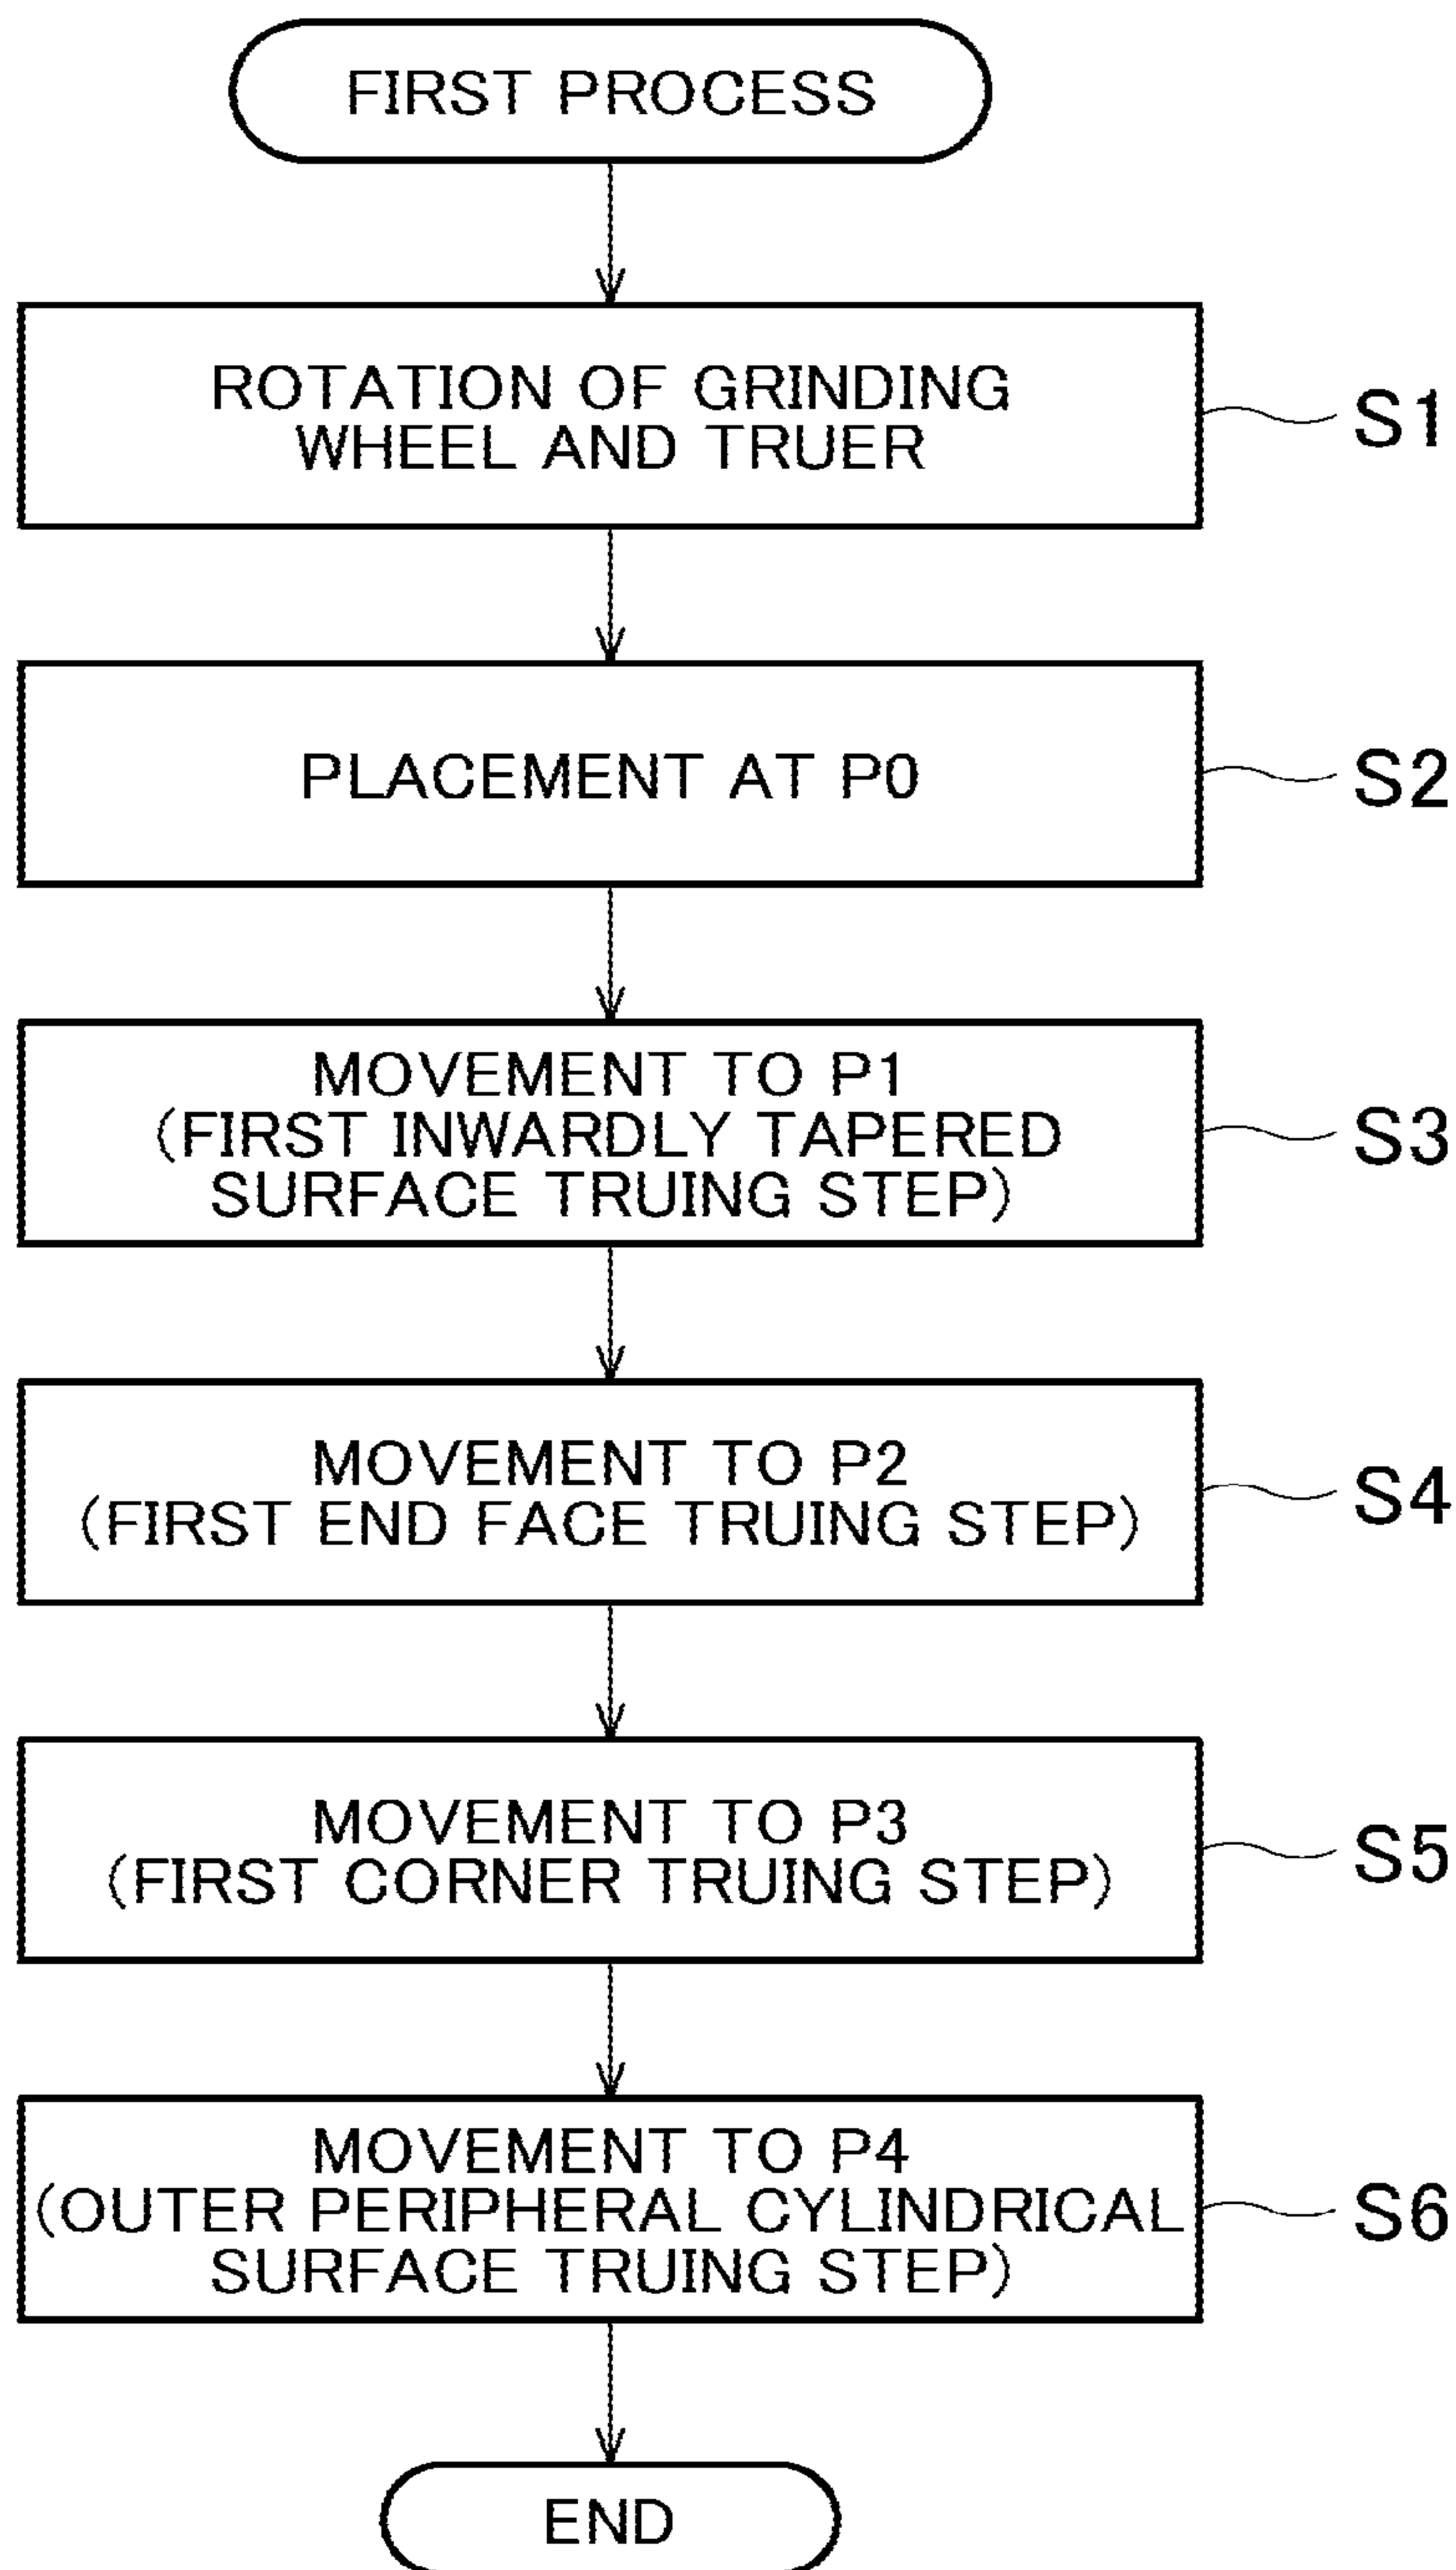 FIRST PROCESS
ROTATION OF GRINDING
WHEEL AND TRUER
S1
PLACEMENT AT P0
S2
MOVEMENT TO P1
(FIRST INWARDLY TAPERED
SURFACE TRUING STEP)
S3
MOVEMENT TO P2
(FIRST END FACE TRUING STEP)
S4
MOVEMENT TO P3
(FIRST CORNER TRUING STEP)
S5
MOVEMENT TO P4
(OUTER PERIPHERAL CYLINDRICAL
SURFACE TRUING STEP)
S6
END